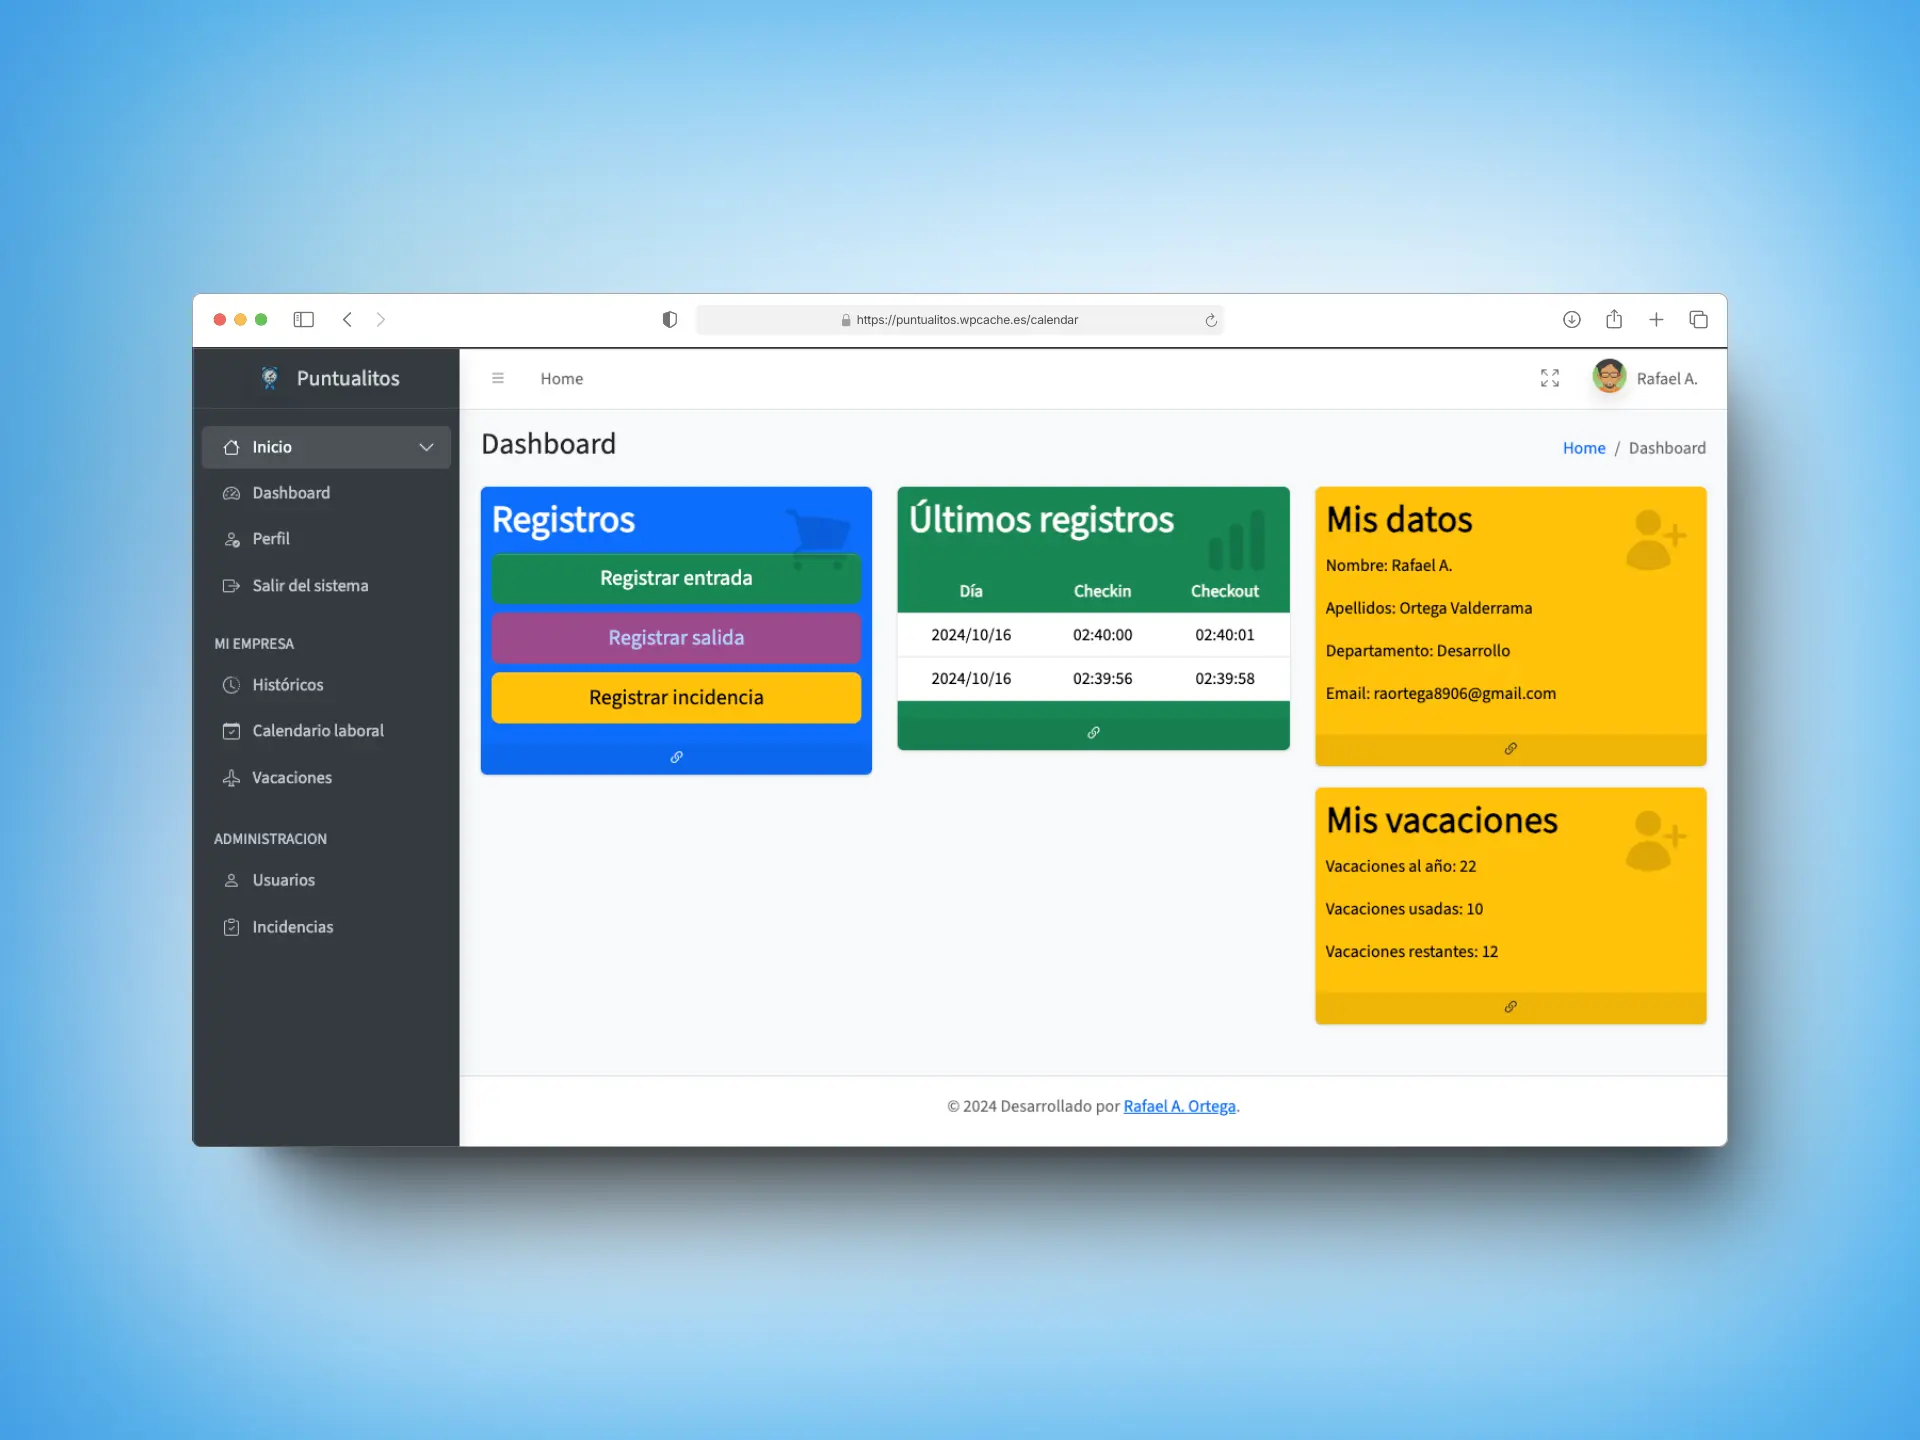 https://puntualitos.wpcache.es/calendar
Puntualitos
Home
Rafael A.
Inicio
Dashboard
Perfil
Salir del sistema
MI EMPRESA
Históricos
Calendario laboral
Vacaciones
ADMINISTRACION
Usuarios
Incidencias
Dashboard
Home / Dashboard
Registros
Registrar entrada
Registrar salida
Registrar incidencia
Últimos registros
Día Checkin Checkout
2024/10/16 02:40:00 02:40:01
2024/10/16 02:39:56 02:39:58
Mis datos
Nombre: Rafael A.
Apellidos: Ortega Valderrama
Departamento: Desarrollo
Email: raortega8906@gmail.com
Mis vacaciones
Vacaciones al año: 22
Vacaciones usadas: 10
Vacaciones restantes: 12
© 2024 Desarrollado por Rafael A. Ortega.